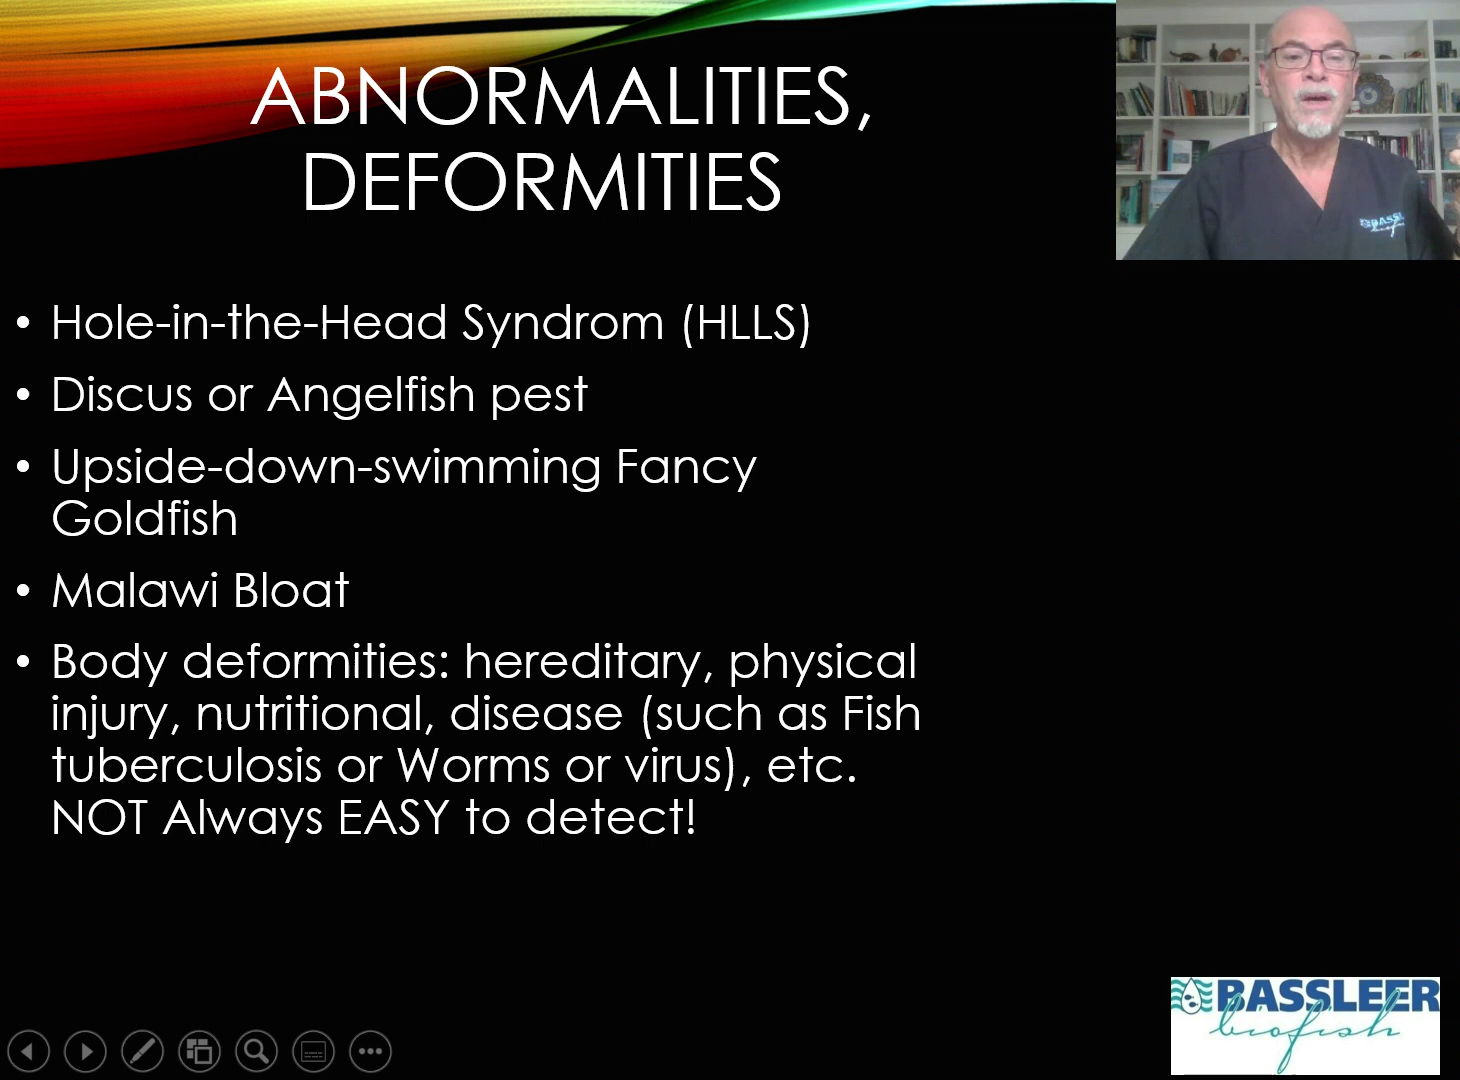 ABNORMALITIES,
DEFORMITIES
• Hole-in-the-Head Syndrom (HLLS)
• Discus or Angelfish pest
• Upside-down-swimming Fancy
Goldfish
• Malawi Bloat
• Body deformities: hereditary, physical
injury, nutritional, disease (such as Fish
tuberculosis or Worms or virus), etc.
NOT Always EASY to detect!
BASSLEER
biofish